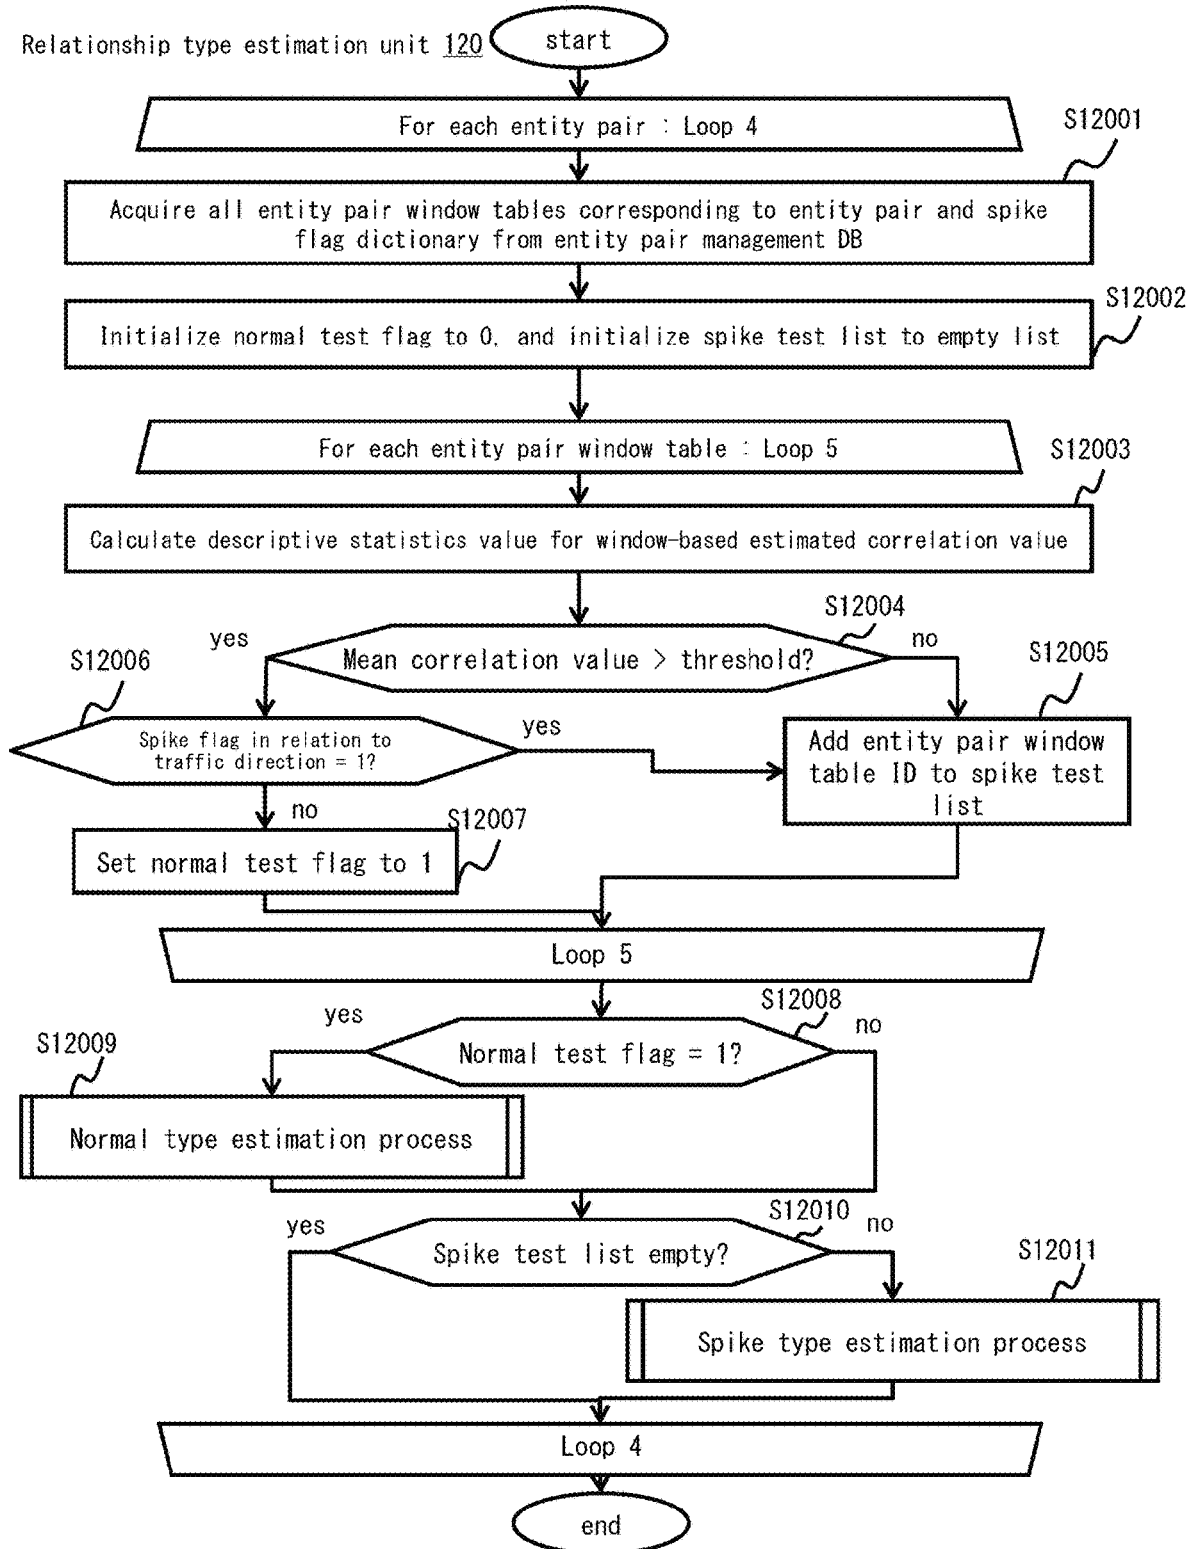 Relationship type estimation unit 120
start
For each entity pair : Loop 4
S12001
Acquire all entity pair window tables corresponding to entity pair and spike
flag dictionary from entity pair management DB
S12002
Initialize normal test flag to 0, and initialize spike test list to empty list
For each entity pair window table : Loop 5
S12003
Calculate descriptive statistics value for window-based estimated correlation value
S12004
yes
Mean correlation value > threshold?
no
S12006
S12005
Spike flag in relation to
traffic direction = 1?
yes
Add entity pair window
table ID to spike test
list
no
S12007
Set normal test flag to 1
Loop 5
S12008
yes
Normal test flag = 1?
no
S12009
Normal type estimation process
S12010
yes
Spike test list empty?
no
S12011
Spike type estimation process
Loop 4
end